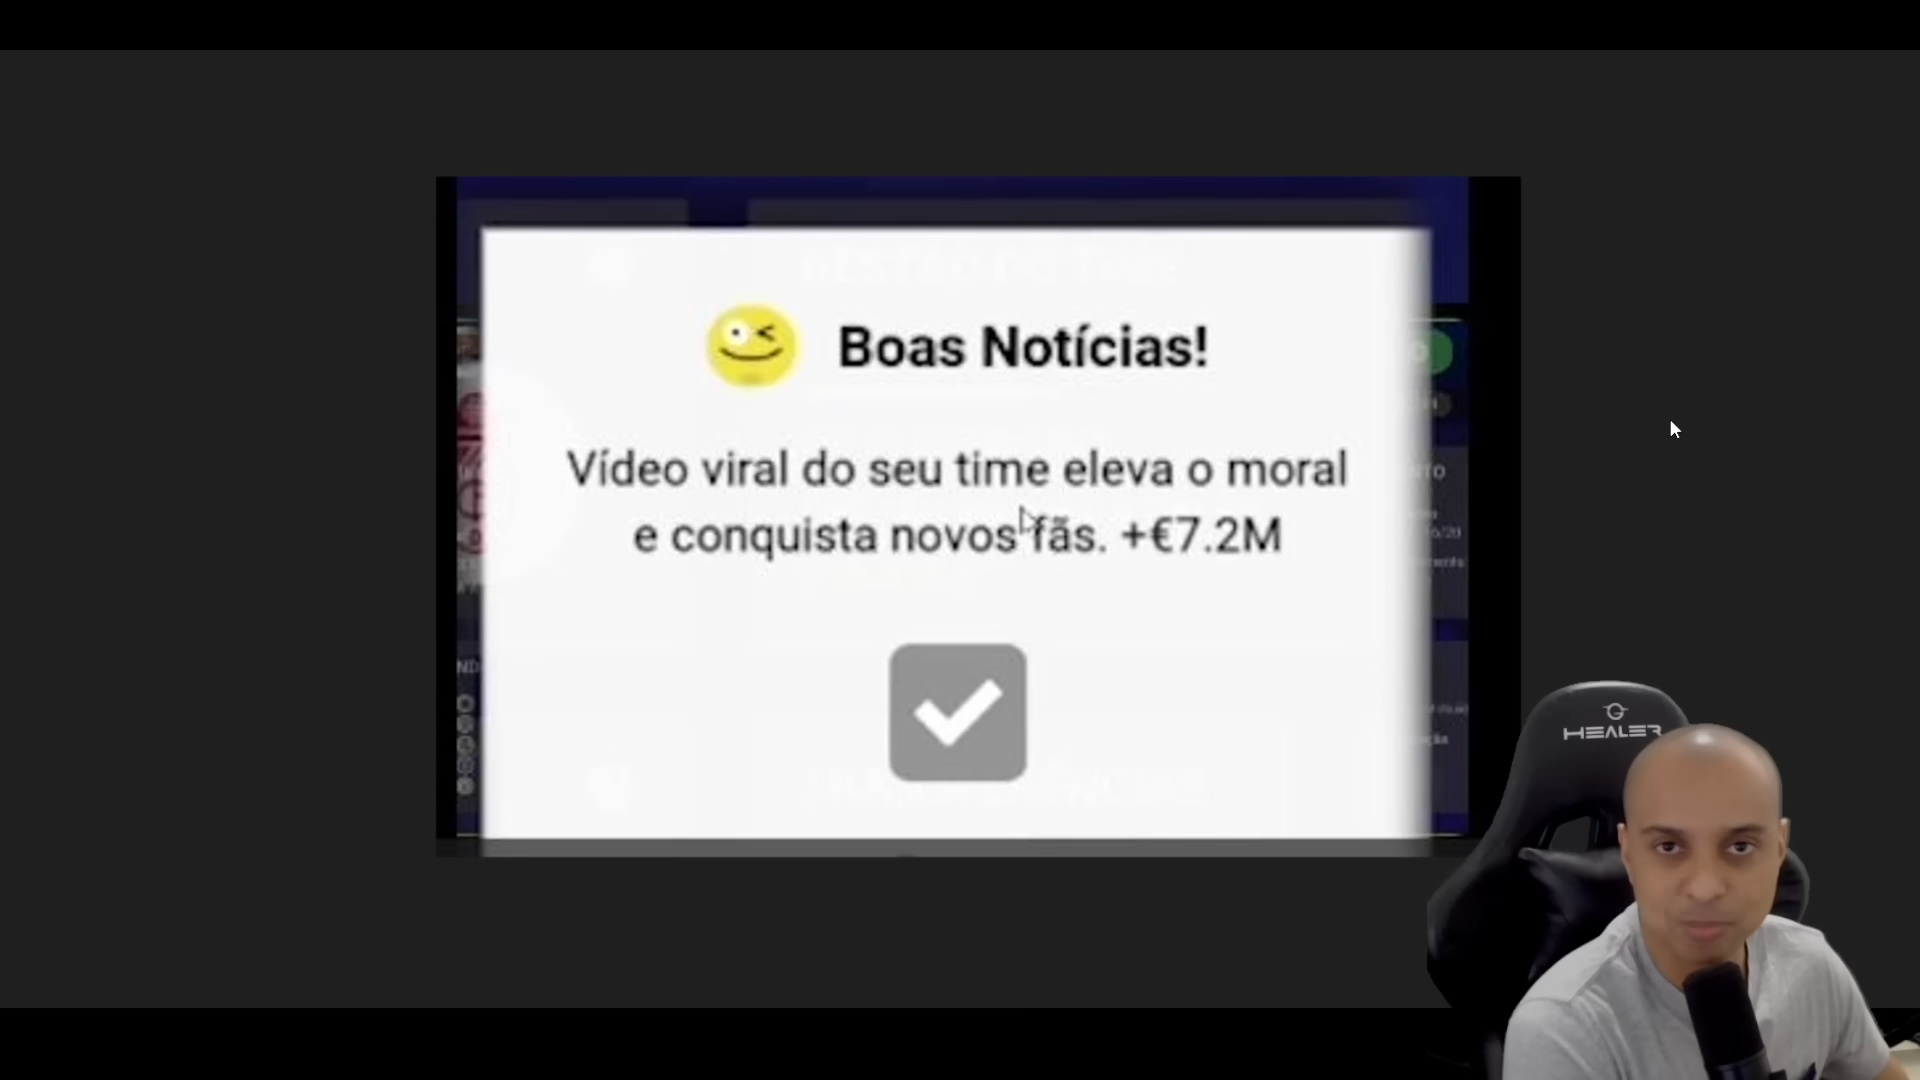 Boas Notícias!
Vídeo viral do seu time eleva o moral
e conquista novos fãs. +€7.2M
HEALER